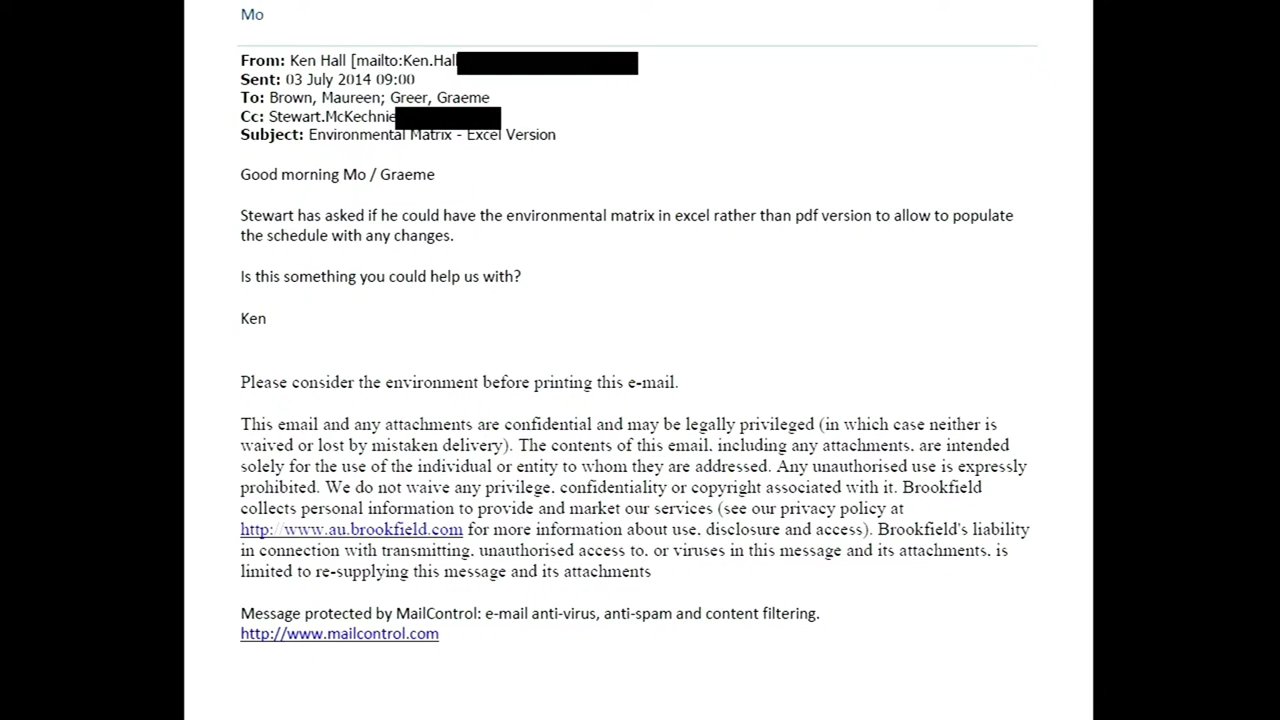 Mo
From: Ken Hall [mailto:Ken.Hall
Sent: 03 July 2014 09:00
To: Brown, Maureen; Greer, Graeme
Cc: Stewart.McKechnie
Subject: Environmental Matrix - Excel Version
Good morning Mo / Graeme
Stewart has asked if he could have the environmental matrix in excel rather than pdf version to allow to populate
the schedule with any changes.
Is this something you could help us with?
Ken
Please consider the environment before printing this e-mail.
This email and any attachments are confidential and may be legally privileged (in which case neither is
waived or lost by mistaken delivery). The contents of this email, including any attachments, are intended
solely for the use of the individual or entity to whom they are addressed. Any unauthorised use is expressly
prohibited. We do not waive any privilege, confidentiality or copyright associated with it. Brookfield
collects personal information to provide and market our services (see our privacy policy at
http://www.au.brookfield.com for more information about use, disclosure and access). Brookfield's liability
in connection with transmitting, unauthorised access to, or viruses in this message and its attachments, is
limited to re-supplying this message and its attachments
Message protected by MailControl: e-mail anti-virus, anti-spam and content filtering.
http://www.mailcontrol.com